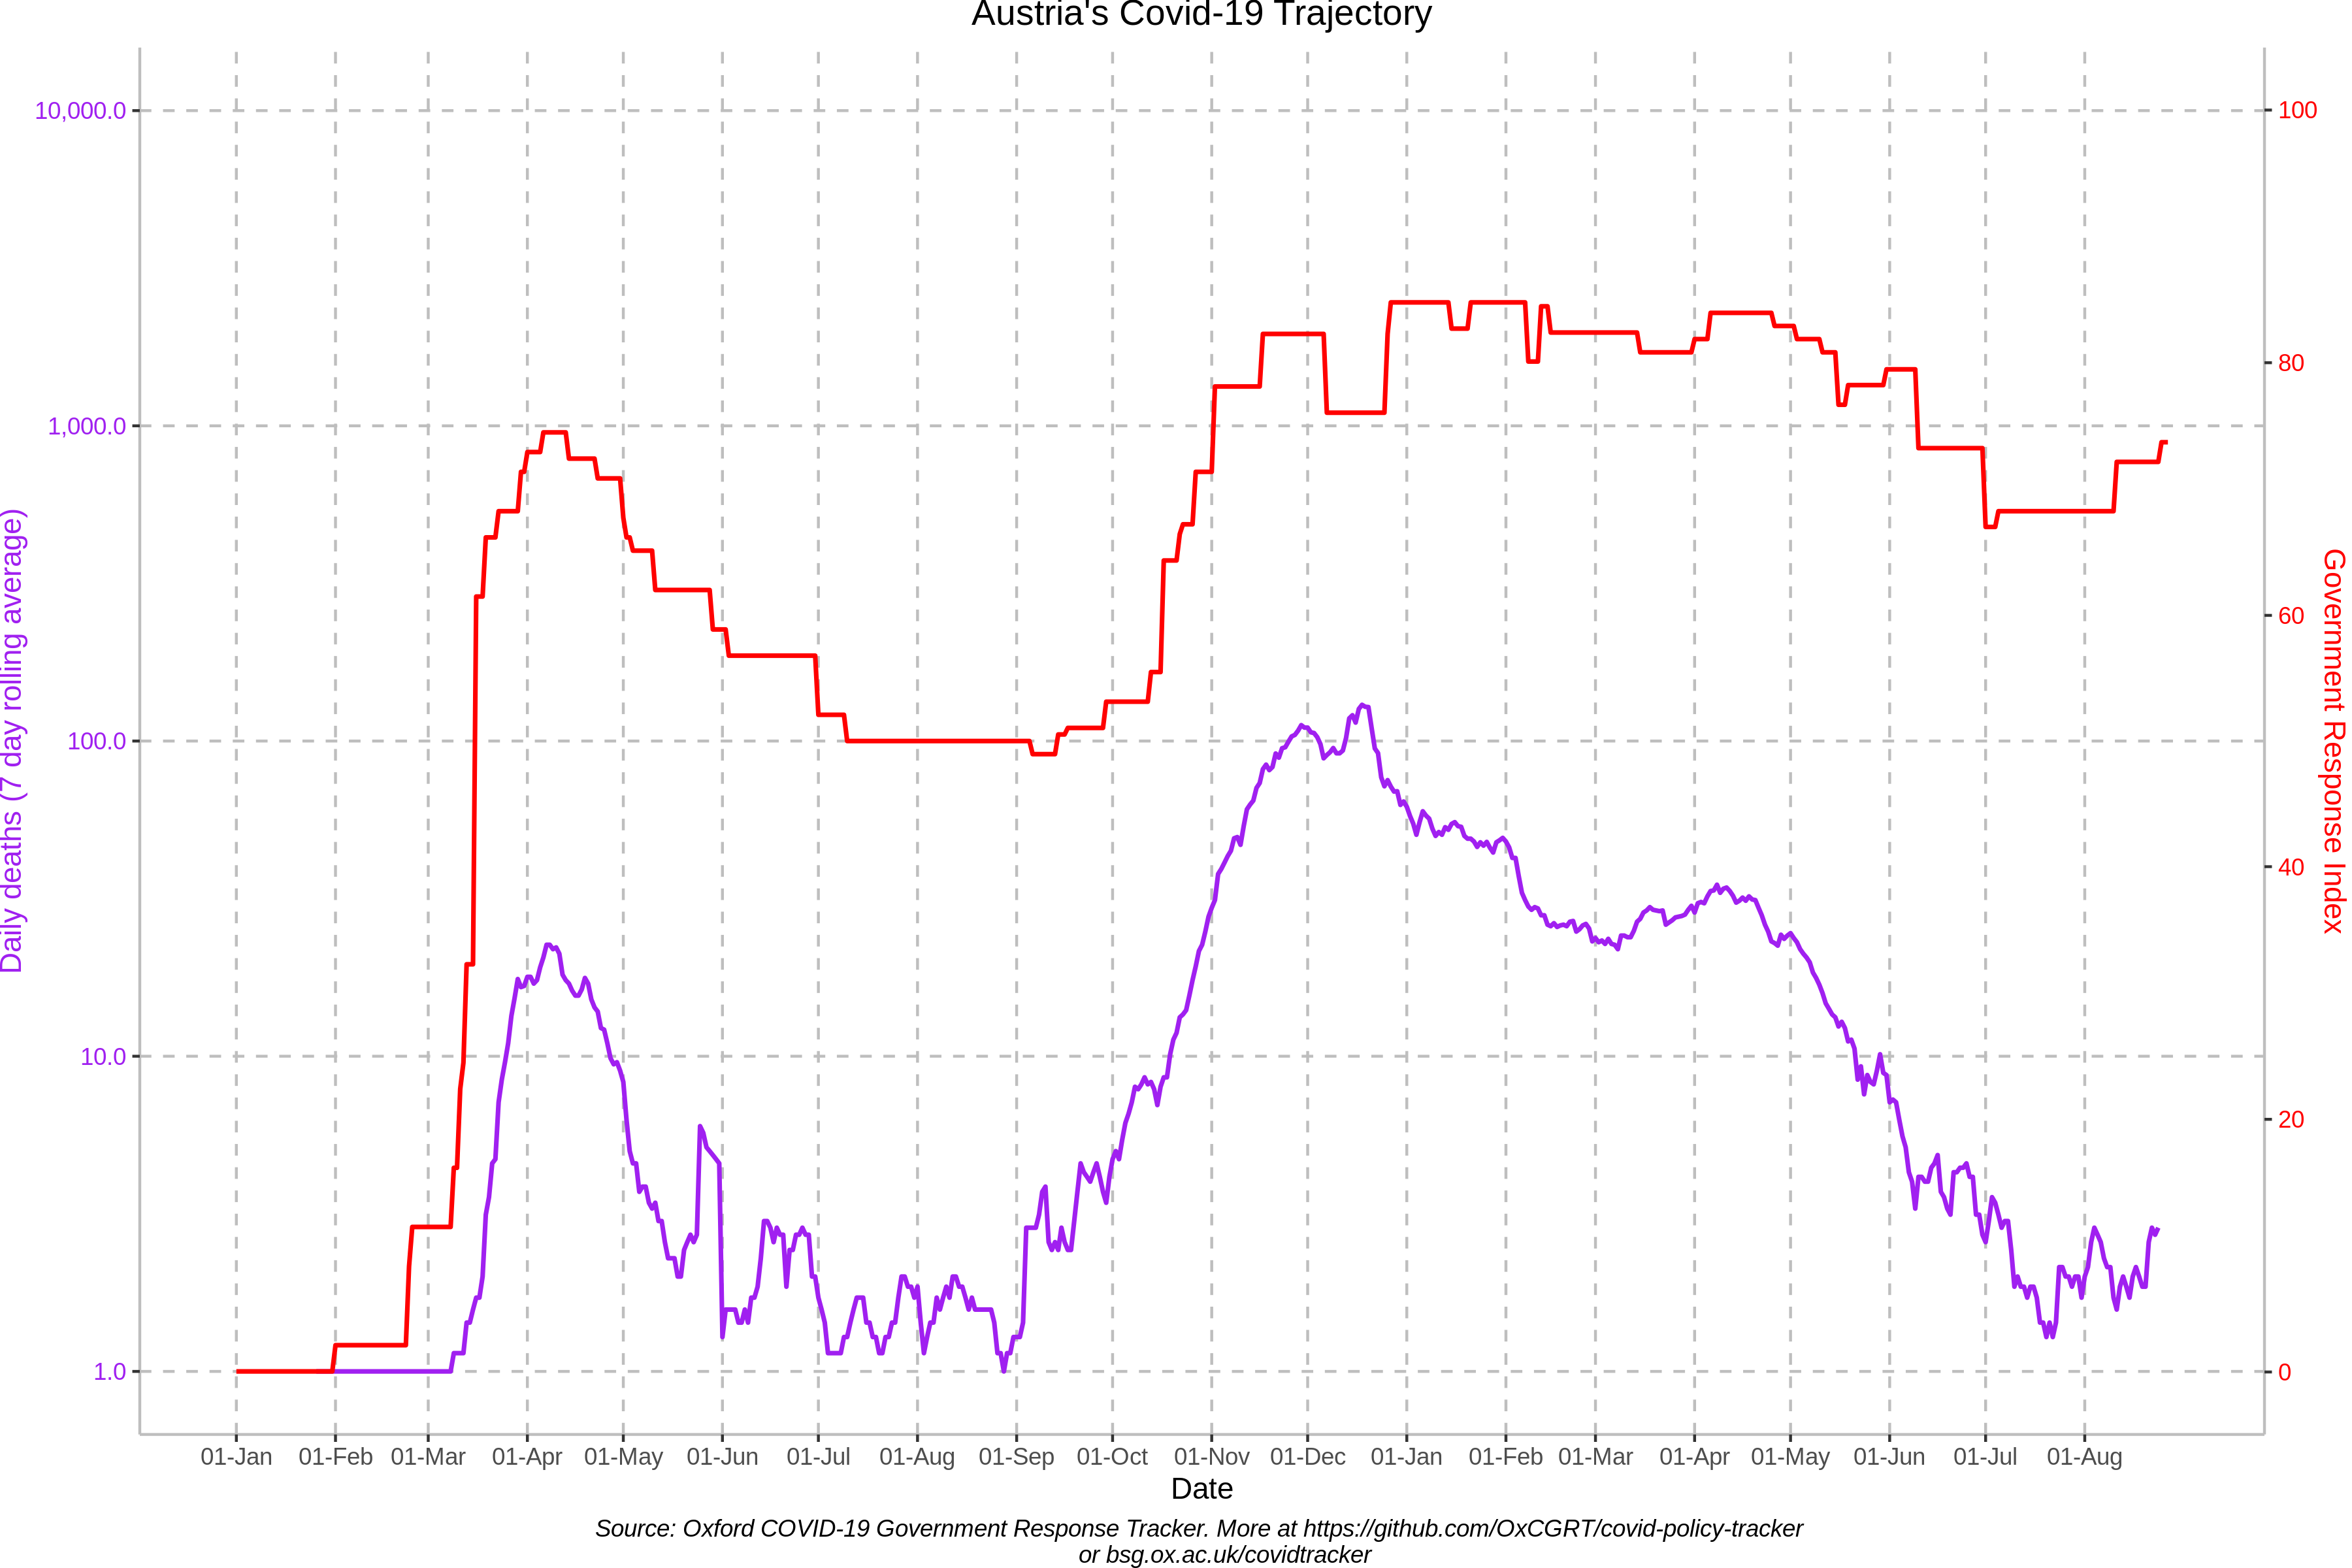 Austria's Covid-19 Trajectory
10,000.0
1,000.0
100.0
10.0
1.0
Daily deaths (7 day rolling average)
100
80
60
40
20
0
Government Response Index
01-Jan 01-Feb 01-Mar 01-Apr 01-May 01-Jun 01-Jul 01-Aug 01-Sep 01-Oct 01-Nov 01-Dec 01-Jan 01-Feb 01-Mar 01-Apr 01-May 01-Jun 01-Jul 01-Aug
Date
Source: Oxford COVID-19 Government Response Tracker. More at https://github.com/OxCGRT/covid-policy-tracker
or bsg.ox.ac.uk/covidtracker